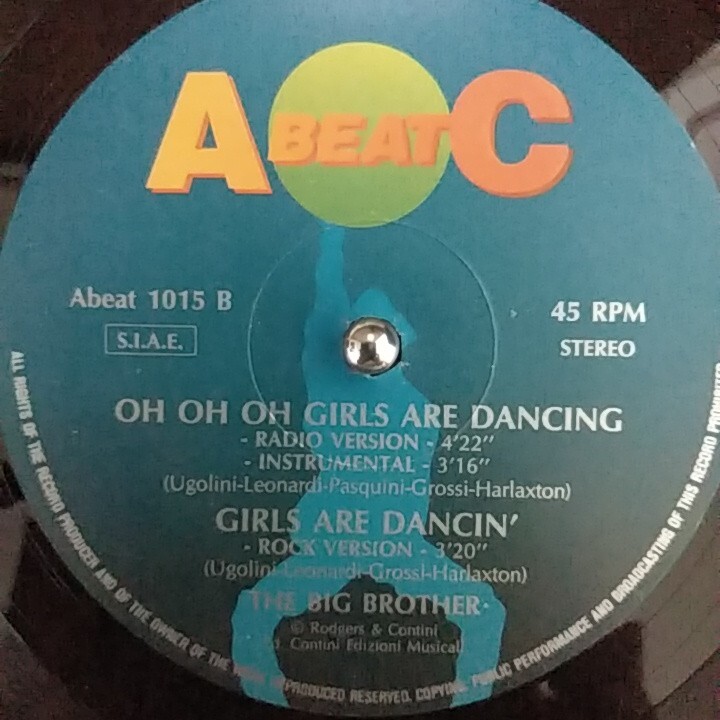 A BEAT C
Abeat 1015 B
45 RPM
S.I.A.E.
STEREO
OH OH OH GIRLS ARE DANCING
- RADIO VERSION - 4'22"
- INSTRUMENTAL - 3'16"
(Ugolini-Leonardi-Pasquini-Grossi-Harlaxton)
GIRLS ARE DANCIN'
- ROCK VERSION - 3'20"
(Ugolini-Leonardi-Grossi-Harlaxton)
THE BIG BROTHER
© Rodgers & Contini
Contini Edizioni Musicali
ALL RIGHTS OF THE RECORD PRODUCER AND OF THE OWNER OF THE WORK REPRODUCED RESERVED. COPYING, PUBLIC PERFORMANCE AND BROADCASTING OF THIS RECORD